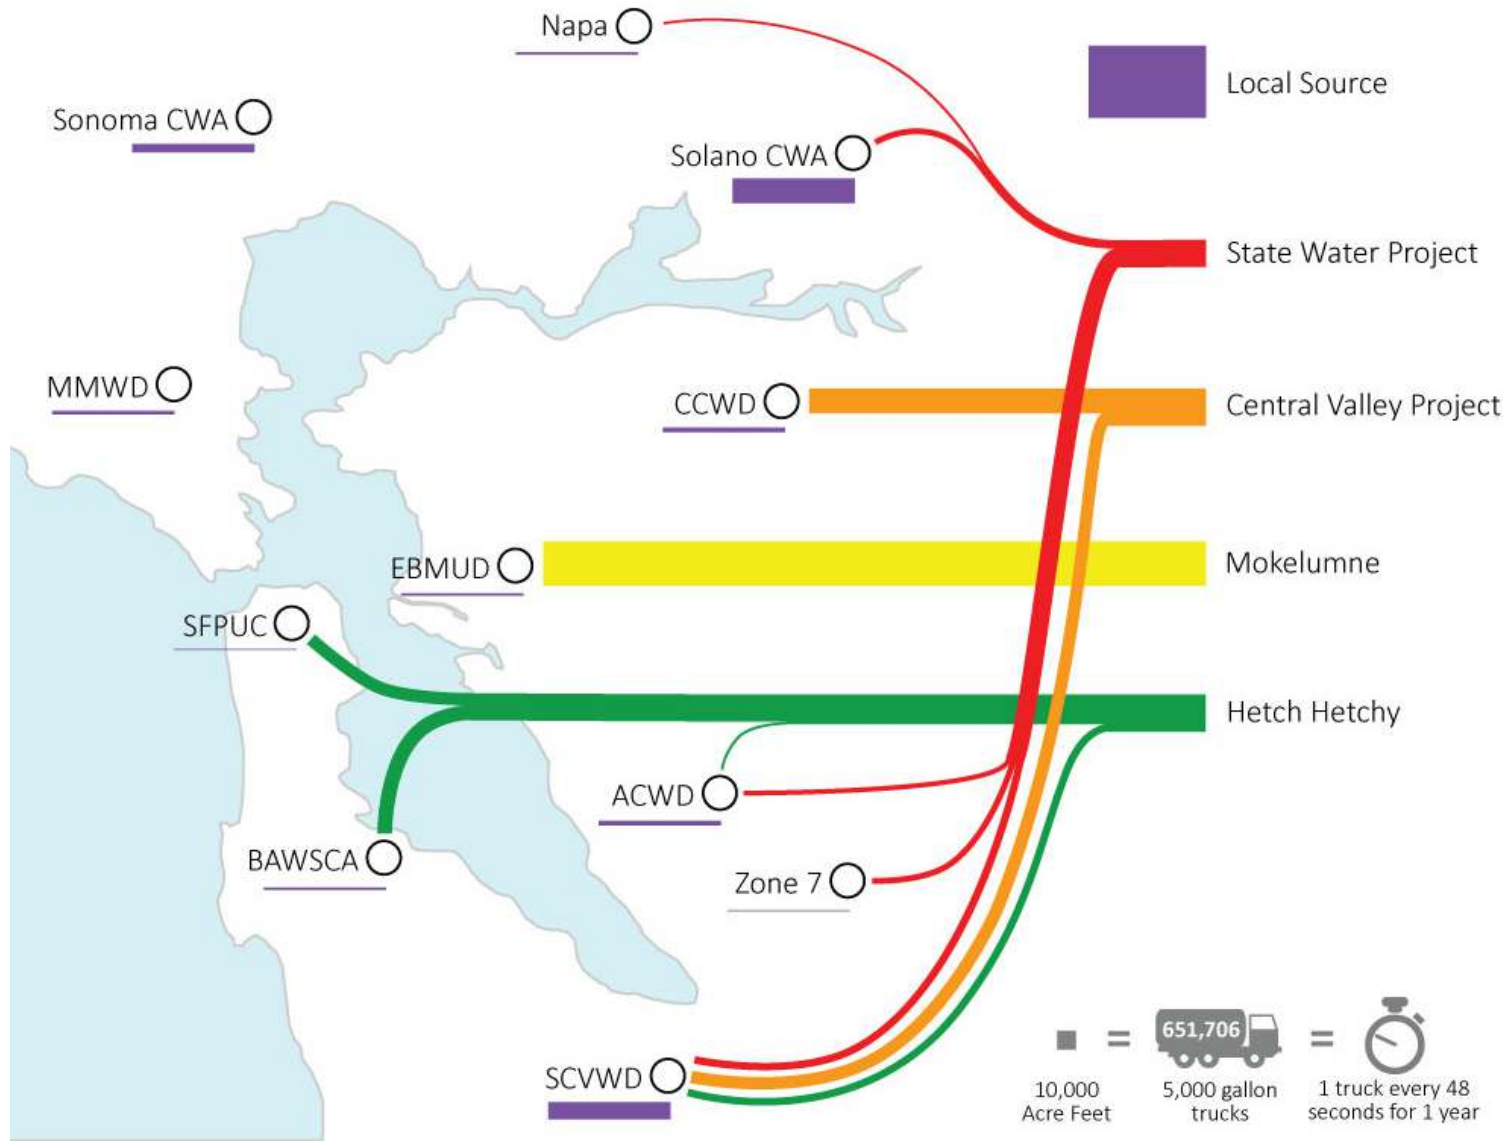 Napa
Local Source
Sonoma CWA
Solano CWA
State Water Project
MMWD
CCWD
Central Valley Project
EBMUD
Mokelumne
SFPUC
Hetch Hetchy
ACWD
BAWSCA
Zone 7
SCVWD
=
651,706
=
10,000
Acre Feet
5,000 gallon
trucks
1 truck every 48
seconds for 1 year